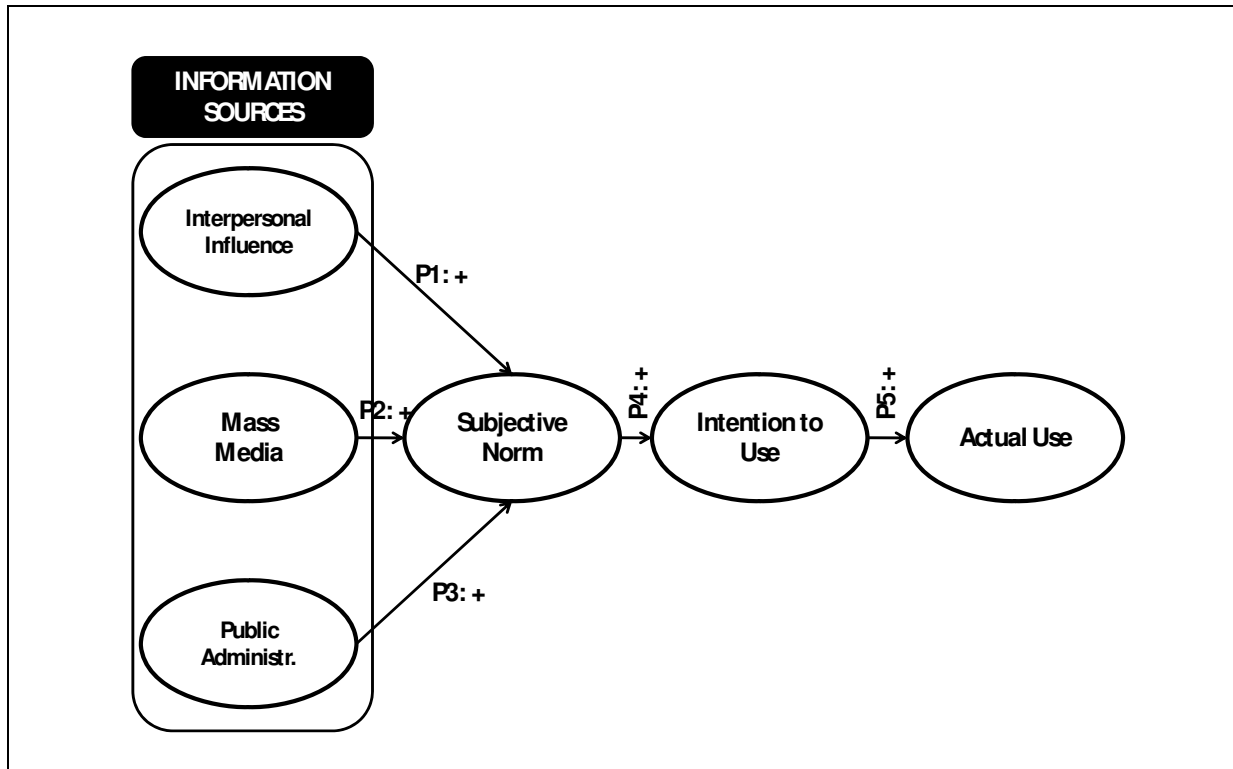 INFORMATION
SOURCES
Interpersonal
Influence
P1: +
Mass
Media
P2: +
Subjective
Norm
P4: +
Intention to
Use
P5: +
Actual Use
P3: +
Public
Administr.